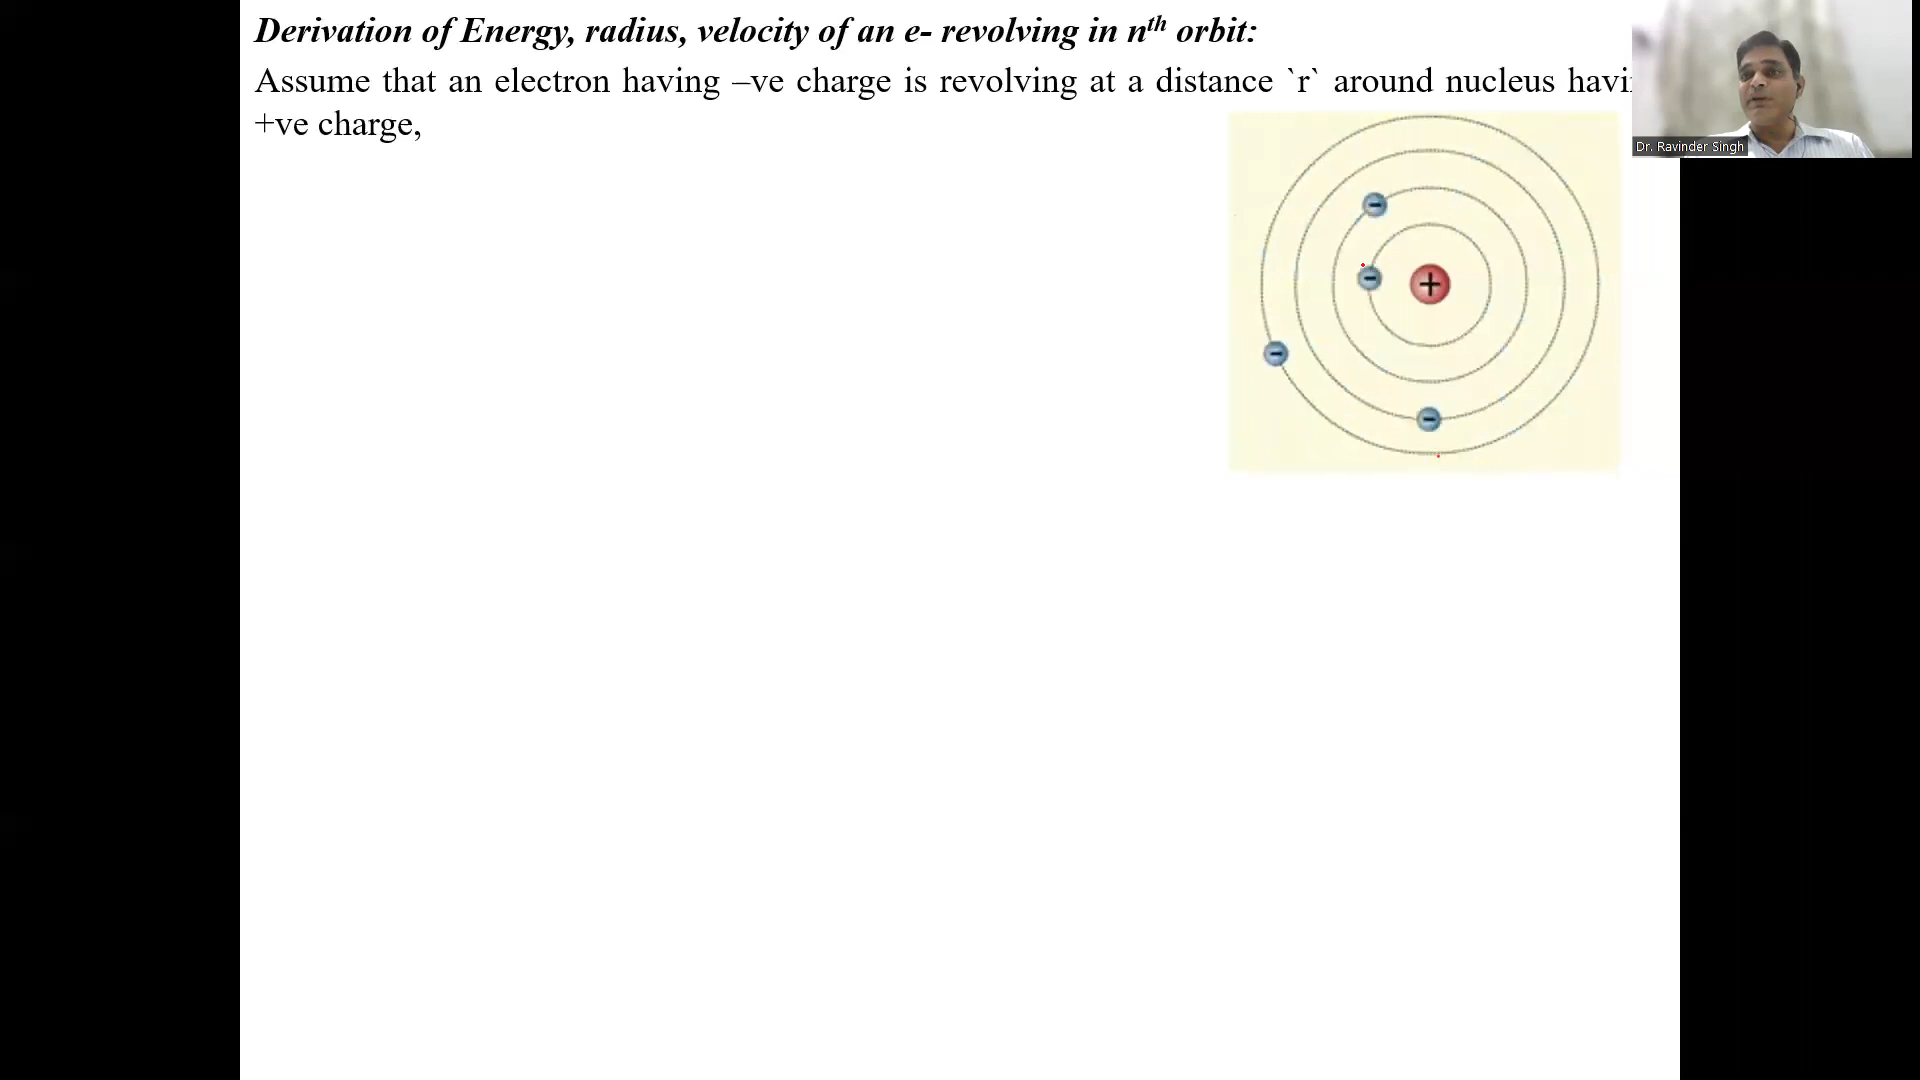 Derivation of Energy, radius, velocity of an e- revolving in nth orbit:
Assume that an electron having –ve charge is revolving at a distance `r` around nucleus havi
+ve charge,
Dr. Ravinder Singh